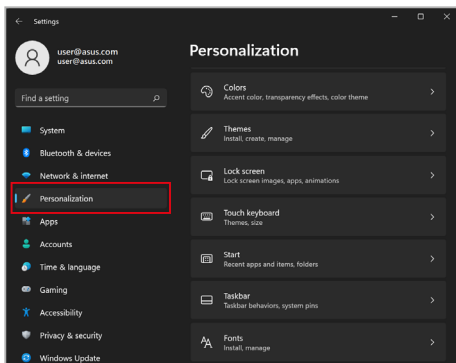 Settings
user@asus.com
user@asus.com
Find a setting
System
Bluetooth & devices
Network & internet
Personalization
Apps
Accounts
Time & language
Gaming
Accessibility
Privacy & security
Windows Update
Personalization
Colors
Accent color, transparency effects, color theme
Themes
Install, create, manage
Lock screen
Lock screen images, apps, animations
Touch keyboard
Themes, size
Start
Recent apps and items, folders
Taskbar
Taskbar behaviors, system pins
Fonts
Install, manage